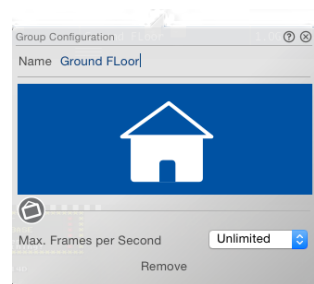 Group Configuration
Name Ground FLoor
Max. Frames per Second Unlimited
Remove